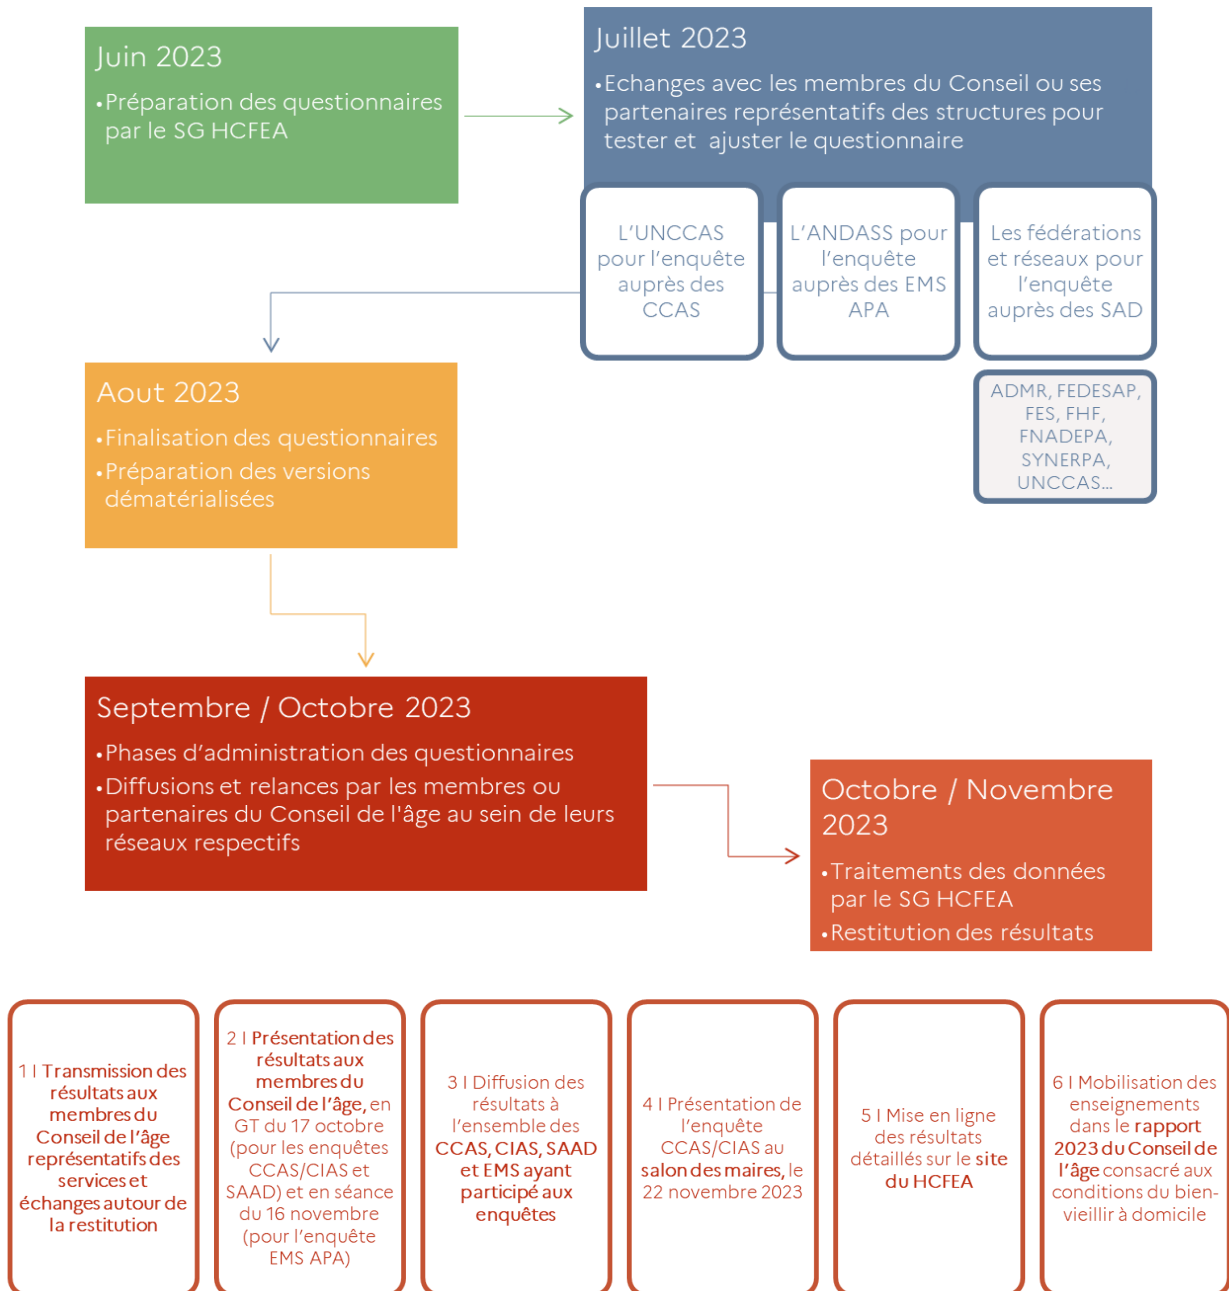 Juin 2023
•Préparation des questionnaires
par le SG HCFEA
Juillet 2023
•Echanges avec les membres du Conseil ou ses
partenaires représentatifs des structures pour
tester et ajuster le questionnaire
L’UNCCAS
pour l’enquête
auprès des
CCAS
L’ANDASS pour
l’enquête
auprès des EMS
APA
Les fédérations
et réseaux pour
l’enquête
auprès des SAD
ADMR, FEDESAP,
FES, FHF,
FNADEPA,
SYNERPA,
UNCCAS…
Aout 2023
•Finalisation des questionnaires
•Préparation des versions
dématérialisées
Septembre / Octobre 2023
•Phases d’administration des questionnaires
•Diffusions et relances par les membres ou
partenaires du Conseil de l'âge au sein de leurs
réseaux respectifs
Octobre / Novembre
2023
•Traitements des données
par le SG HCFEA
•Restitution des résultats
1 I Transmission des
résultats aux
membres du
Conseil de l’âge
représentatifs des
services et
échanges autour de
la restitution
2 I Présentation des
résultats aux
membres du
Conseil de l’âge, en
GT du 17 octobre
(pour les enquêtes
CCAS/CIAS et
SAAD) et en séance
du 16 novembre
(pour l’enquête
EMS APA)
3 I Diffusion des
résultats à
l’ensemble des
CCAS, CIAS, SAAD
et EMS ayant
participé aux
enquêtes
4 I Présentation de
l’enquête
CCAS/CIAS au
salon des maires, le
22 novembre 2023
5 I Mise en ligne
des résultats
détaillés sur le site
du HCFEA
6 I Mobilisation des
enseignements
dans le rapport
2023 du Conseil de
l’âge consacré aux
conditions du bien-
vieillir à domicile